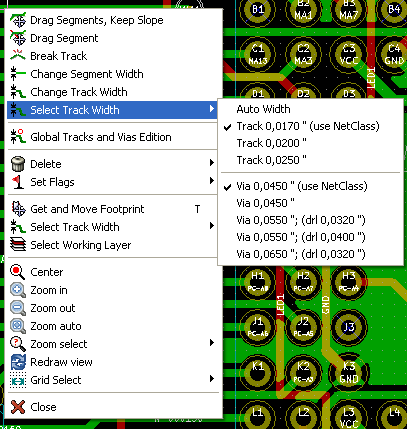 Drag Segments, Keep Slope
Drag Segment
Break Track
Change Segment Width
Change Track Width
Select Track Width
Global Tracks and Vias Edition
Delete
Set Flags
Get and Move Footprint T
Select Track Width
Select Working Layer
Center
Zoom in
Zoom out
Zoom auto
Zoom select
Redraw view
Grid Select
Close
Auto Width
Track 0,0170 " (use NetClass)
Track 0,0200 "
Track 0,0250 "
Via 0,0450 " (use NetClass)
Via 0,0450 "
Via 0,0550 "; (drl 0,0320 ")
Via 0,0550 "; (drl 0,0400 ")
Via 0,0650 "; (drl 0,0320 ")
B1 B2 B4
MA1 MA7
C1 C2 C3 C4
MA13 MA8 VCC
LED1
D1 D2 D3
H1 H2 H3
PC-A8 PC-A7 PC-A4
LED1
GND
J1 J2 J3
PC-A6 PC-A5
K1 K2 K3
PC-A3 PC-A2 GND
L1 L2 L3 L4
VCC